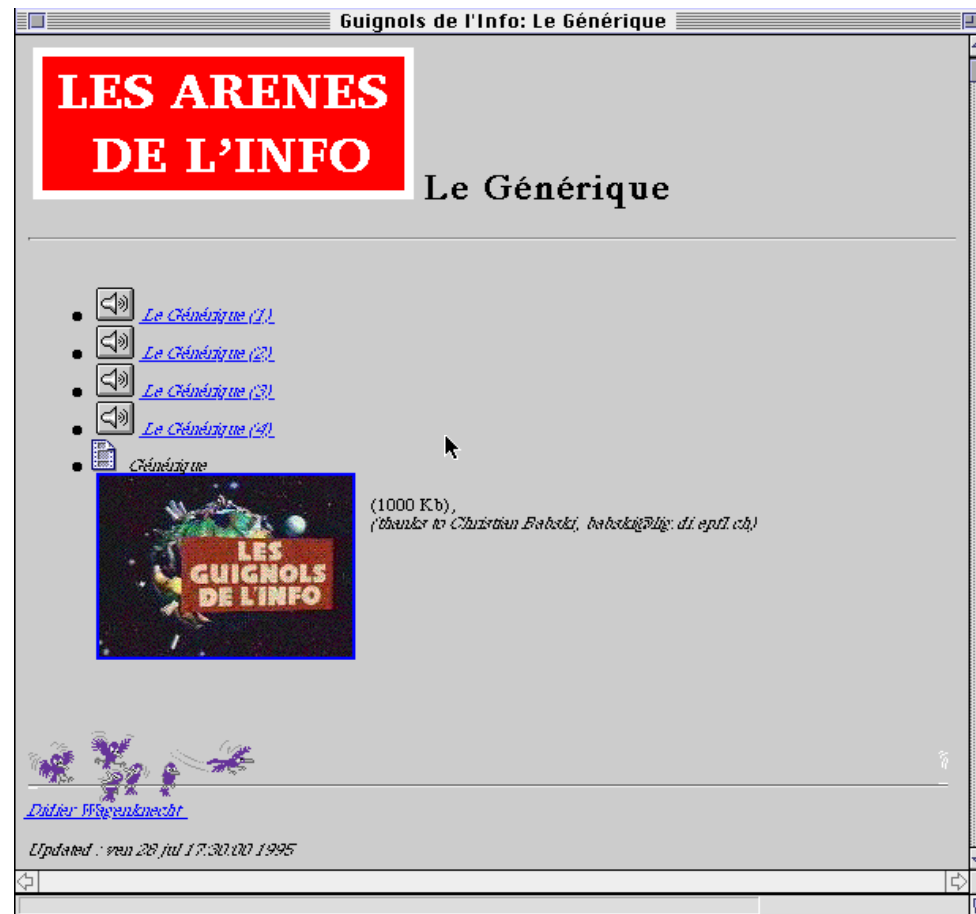 Guignols de l'Info: Le Générique
LES ARENES
DE L'INFO
Le Générique
Le Générique (1)
Le Générique (2)
Le Générique (3)
Le Générique (4)
Générique
LES
GUIGNOLS
DE L'INFO
(1000 Kb),
(thanks to Christian Babski, babski@lig.di.epfl.ch)
Didier Wagenknecht
Updated : ven 28 jul 17:30:00 1995